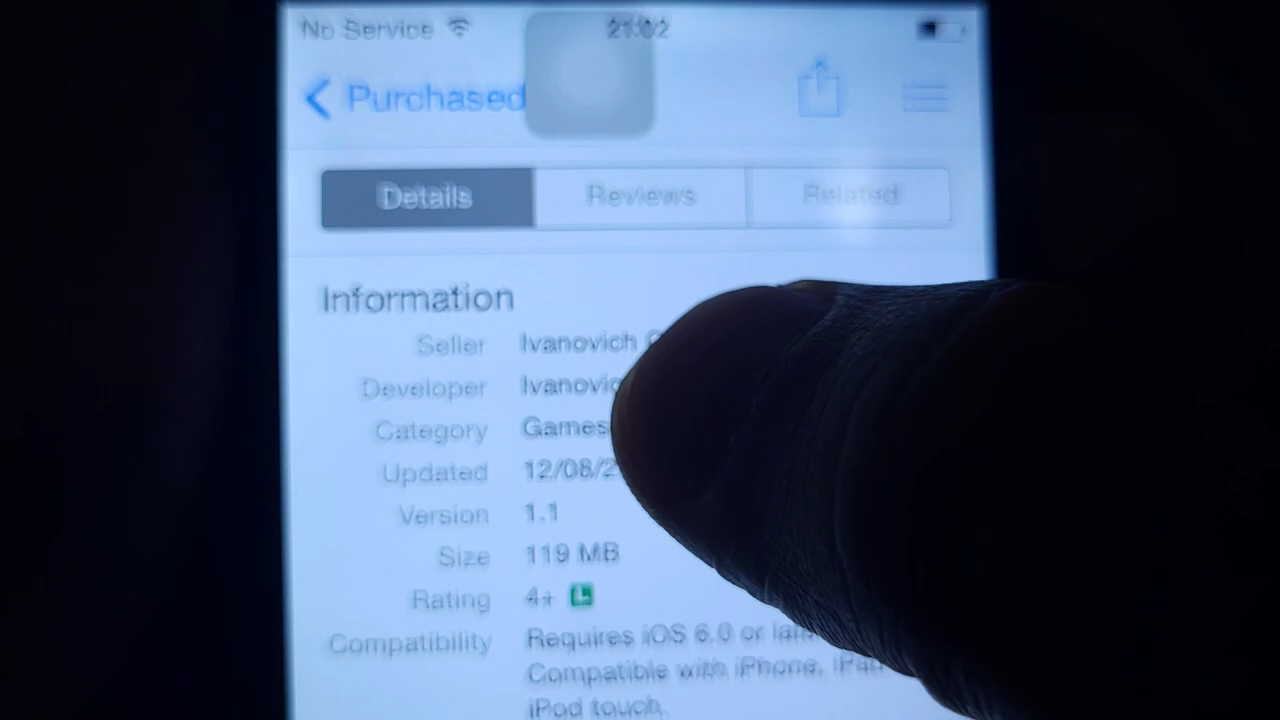 No Service 21:02
Purchased
Details Reviews Related
Information
Seller Ivanovich
Developer
Category Games
Updated
Version 1.1
Size 119 MB
Rating 4+ L
Compatibility Requires iOS 6.0 or
Compatible with iPhone,
iPod touch.